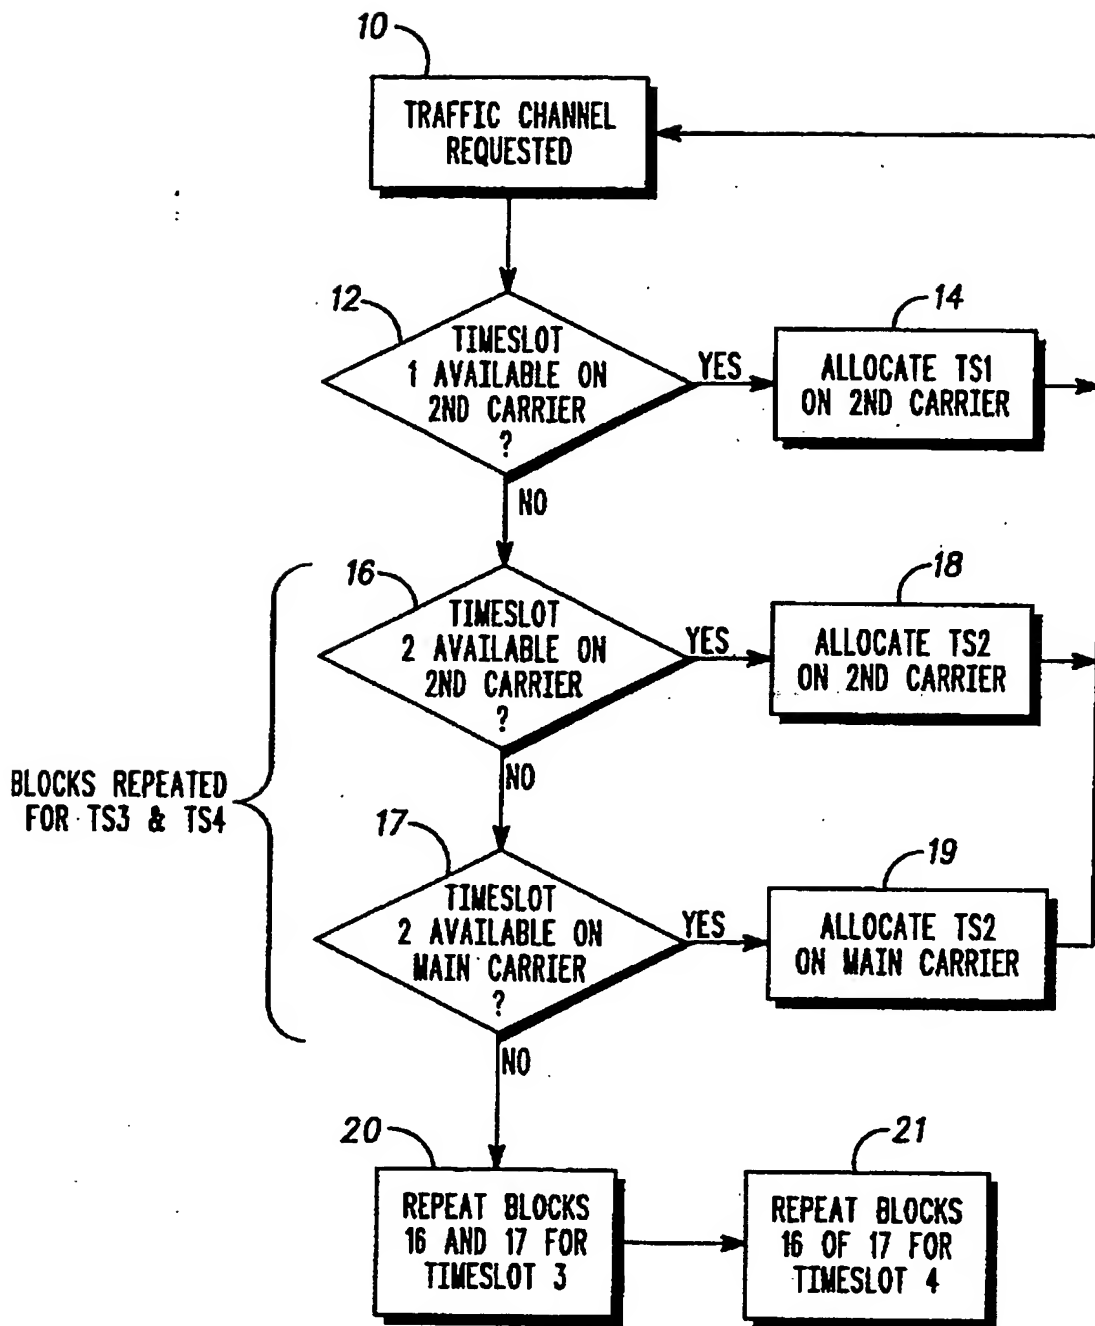 10
TRAFFIC CHANNEL
REQUESTED
12
TIMESLOT
1 AVAILABLE ON
2ND CARRIER
?
YES
14
ALLOCATE TS1
ON 2ND CARRIER
NO
16
TIMESLOT
2 AVAILABLE ON
2ND CARRIER
?
YES
18
ALLOCATE TS2
ON 2ND CARRIER
NO
BLOCKS REPEATED
FOR TS3 & TS4
17
TIMESLOT
2 AVAILABLE ON
MAIN CARRIER
?
YES
19
ALLOCATE TS2
ON MAIN CARRIER
NO
20
REPEAT BLOCKS
16 AND 17 FOR
TIMESLOT 3
21
REPEAT BLOCKS
16 OF 17 FOR
TIMESLOT 4